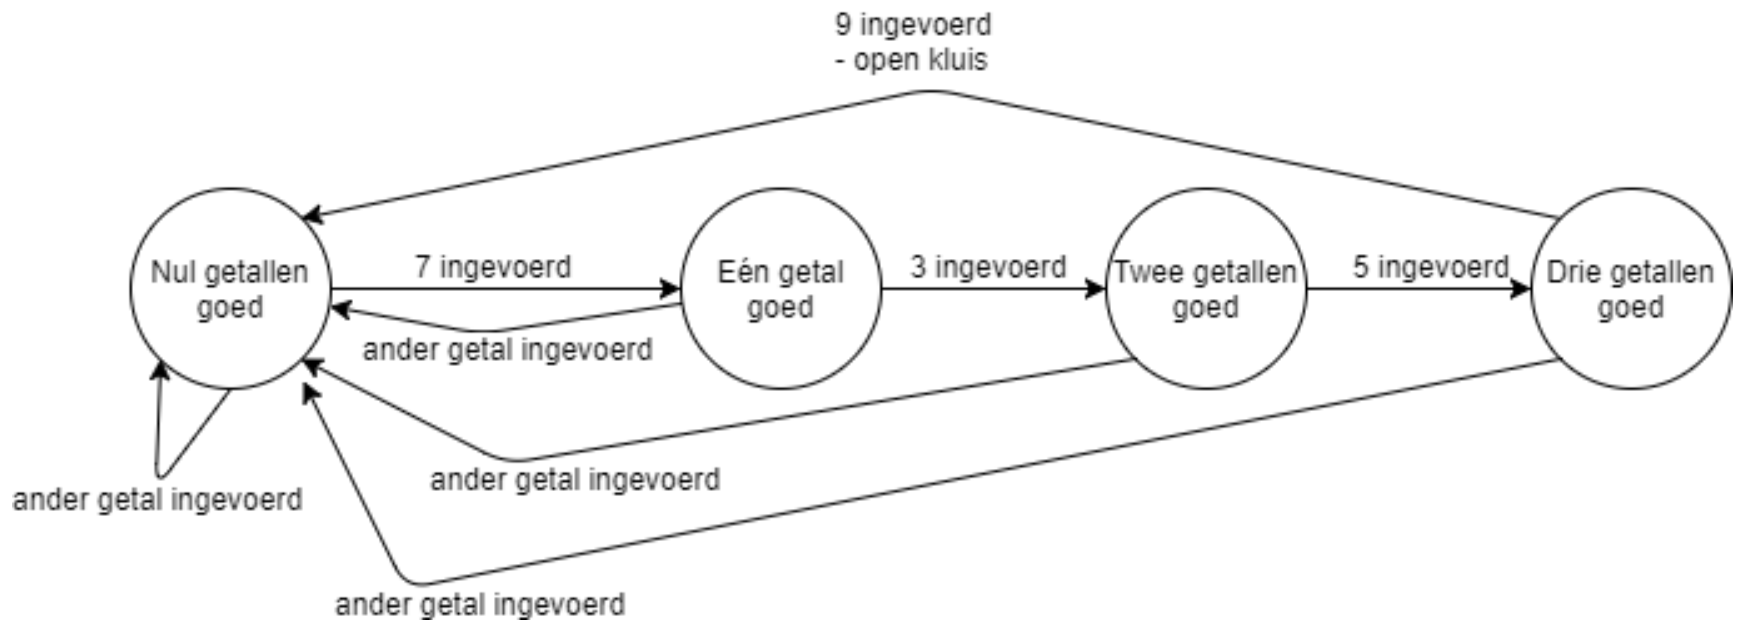 9 ingevoerd
- open kluis
Nul getallen
goed
7 ingevoerd
Eén getal
goed
3 ingevoerd
Twee getallen
goed
5 ingevoerd
Drie getallen
goed
ander getal ingevoerd
ander getal ingevoerd
ander getal ingevoerd
ander getal ingevoerd